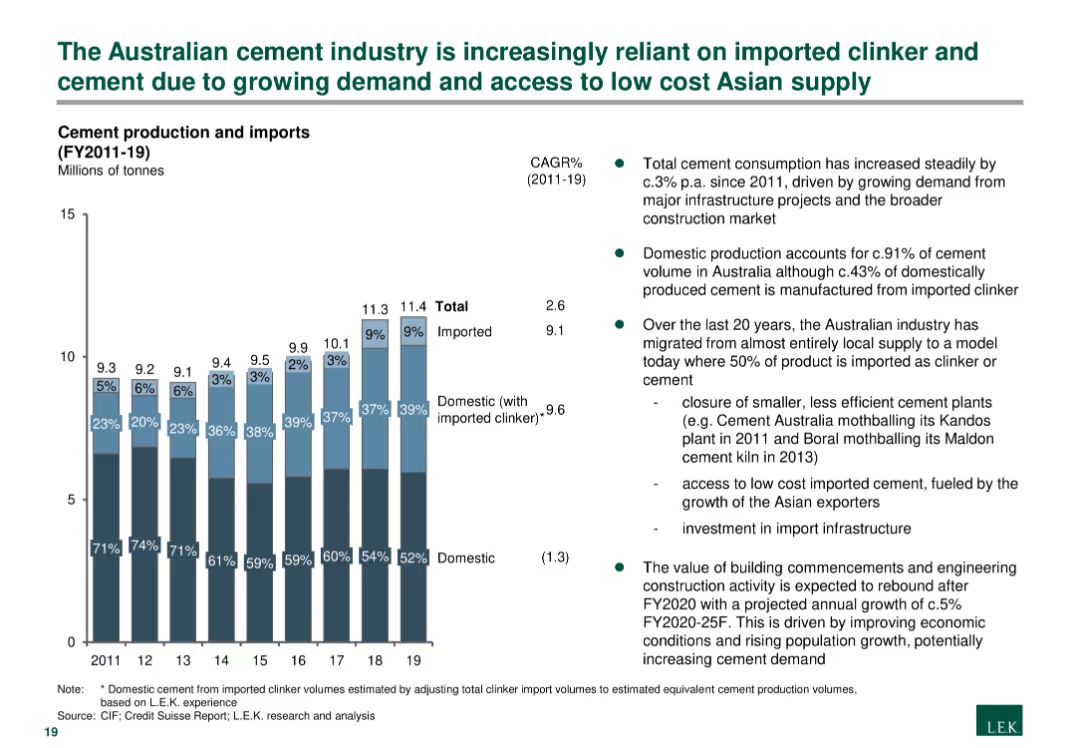 The Australian cement industry is increasingly reliant on imported clinker and
cement due to growing demand and access to low cost Asian supply
Cement production and imports
(FY2011-19)
Millions of tonnes
CAGR%
(2011-19)
15
10
5
0
9.3
9.2
9.1
9.4
9.5
9.9
10.1
11.3
11.4
Total
2.6
5%
6%
6%
3%
3%
2%
3%
9%
9%
Imported
9.1
23%
20%
23%
36%
38%
39%
37%
37%
39%
Domestic (with
imported clinker)*
9.6
71%
74%
71%
61%
59%
59%
60%
54%
52%
Domestic
(1.3)
2011
12
13
14
15
16
17
18
19
Total cement consumption has increased steadily by
c.3% p.a. since 2011, driven by growing demand from
major infrastructure projects and the broader
construction market
Domestic production accounts for c.91% of cement
volume in Australia although c.43% of domestically
produced cement is manufactured from imported clinker
Over the last 20 years, the Australian industry has
migrated from almost entirely local supply to a model
today where 50% of product is imported as clinker or
cement
- closure of smaller, less efficient cement plants
(e.g. Cement Australia mothballing its Kandos
plant in 2011 and Boral mothballing its Maldon
cement kiln in 2013)
- access to low cost imported cement, fueled by the
growth of the Asian exporters
- investment in import infrastructure
The value of building commencements and engineering
construction activity is expected to rebound after
FY2020 with a projected annual growth of c.5%
FY2020-25F. This is driven by improving economic
conditions and rising population growth, potentially
increasing cement demand
Note: * Domestic cement from imported clinker volumes estimated by adjusting total clinker import volumes to estimated equivalent cement production volumes,
based on L.E.K. experience
Source: CIF; Credit Suisse Report; L.E.K. research and analysis
19
L.E.K.